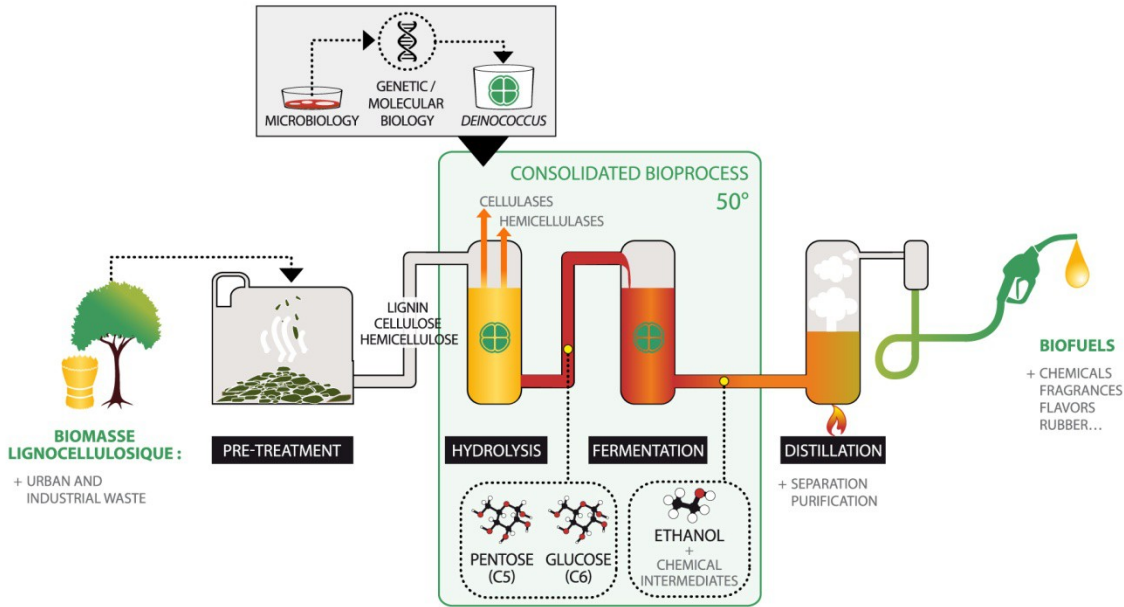 MICROBIOLOGY
GENETIC /
MOLECULAR
BIOLOGY
DEINOCOCCUS
CONSOLIDATED BIOPROCESS
50°
CELLULASES
HEMICELLULASES
LIGNIN
CELLULOSE
HEMICELLULOSE
BIOMASSE
LIGNOCELLULOSIQUE :
+ URBAN AND
INDUSTRIAL WASTE
PRE-TREATMENT
HYDROLYSIS
FERMENTATION
DISTILLATION
+ SEPARATION
PURIFICATION
BIOFUELS
+ CHEMICALS
FRAGRANCES
FLAVORS
RUBBER...
PENTOSE
(C5)
GLUCOSE
(C6)
ETHANOL
+
CHEMICAL
INTERMEDIATES